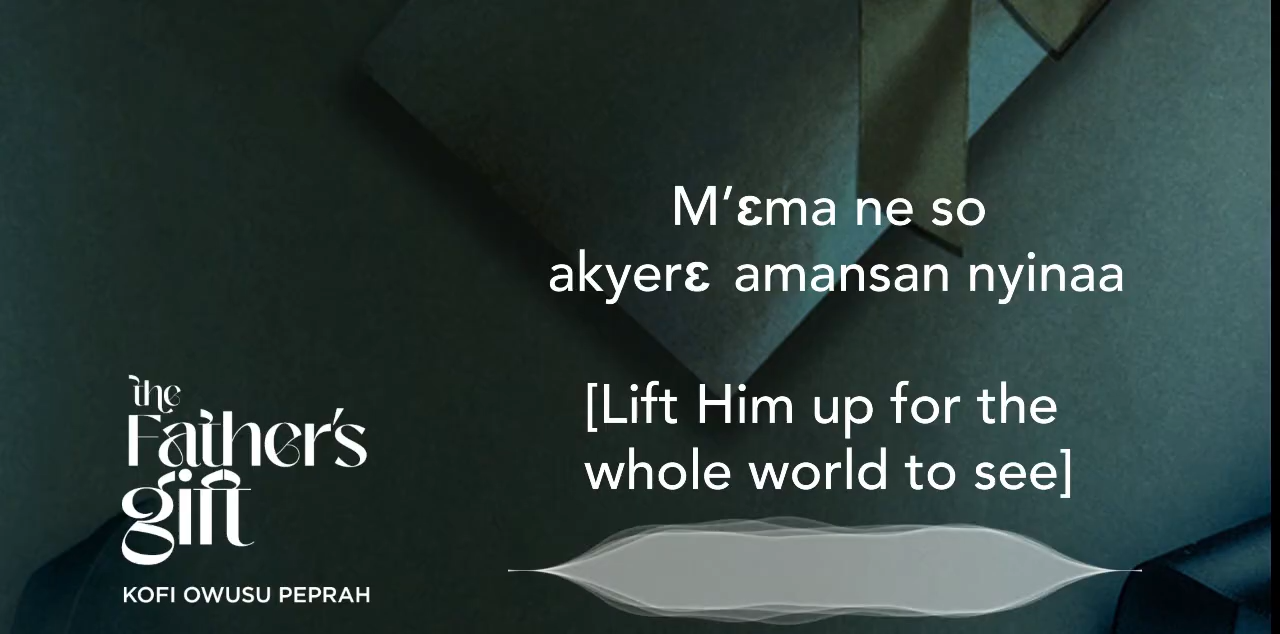 M’ɛma ne so
akyerɛ amansan nyinaa
[Lift Him up for the
whole world to see]
the
Father's
gift
KOFI OWUSU PEPRAH